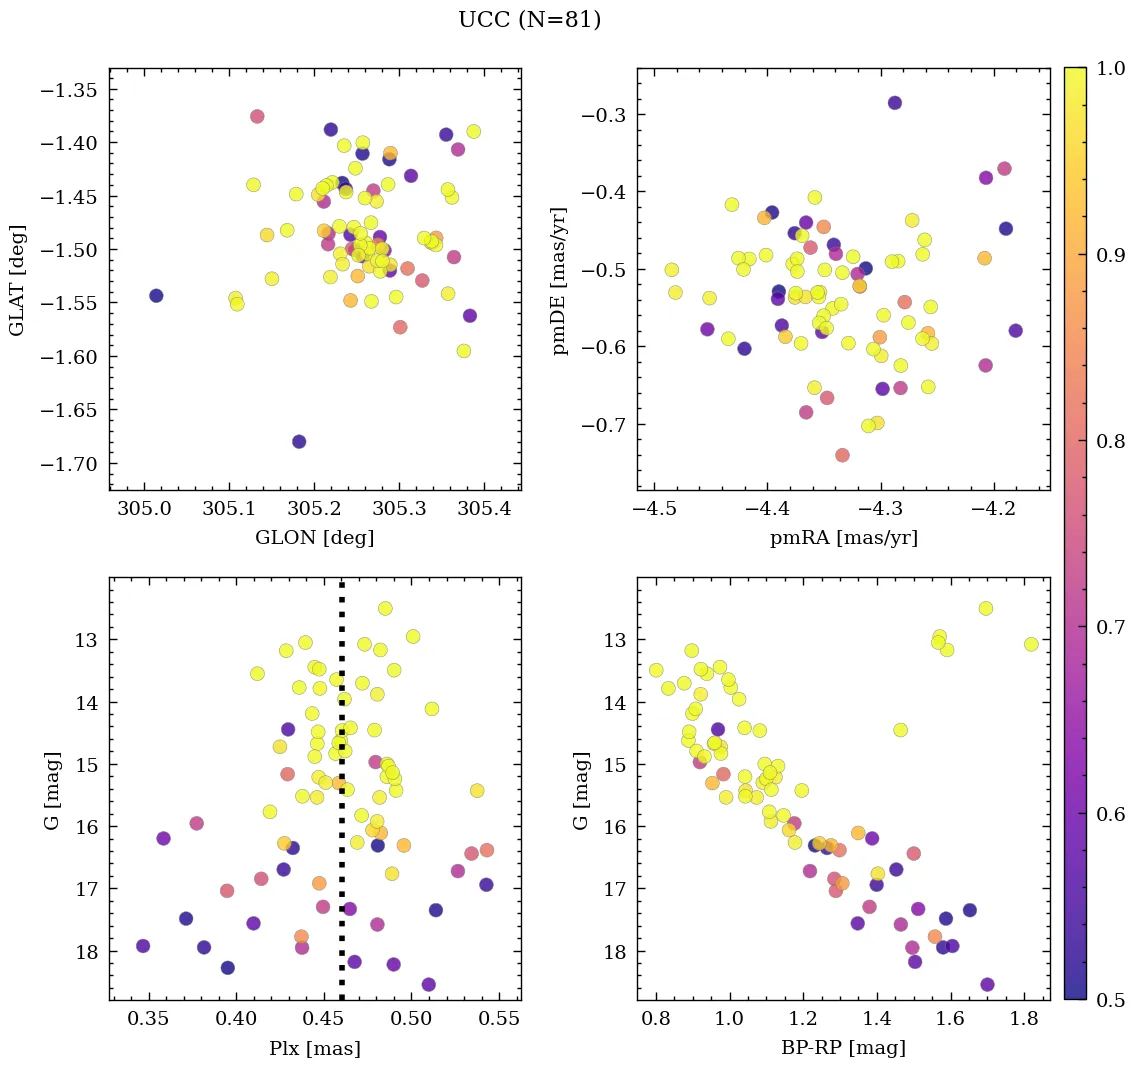 UCC (N=81)
−1.35
−1.40
−1.45
−1.50
−1.55
−1.60
−1.65
−1.70
GLAT [deg]
305.0 305.1 305.2 305.3 305.4
GLON [deg]
−0.3
−0.4
−0.5
−0.6
−0.7
pmDE [mas/yr]
−4.5 −4.4 −4.3 −4.2
pmRA [mas/yr]
13
14
15
16
17
18
G [mag]
0.35 0.40 0.45 0.50 0.55
Plx [mas]
13
14
15
16
17
18
G [mag]
0.8 1.0 1.2 1.4 1.6 1.8
BP-RP [mag]
1.0
0.9
0.8
0.7
0.6
0.5